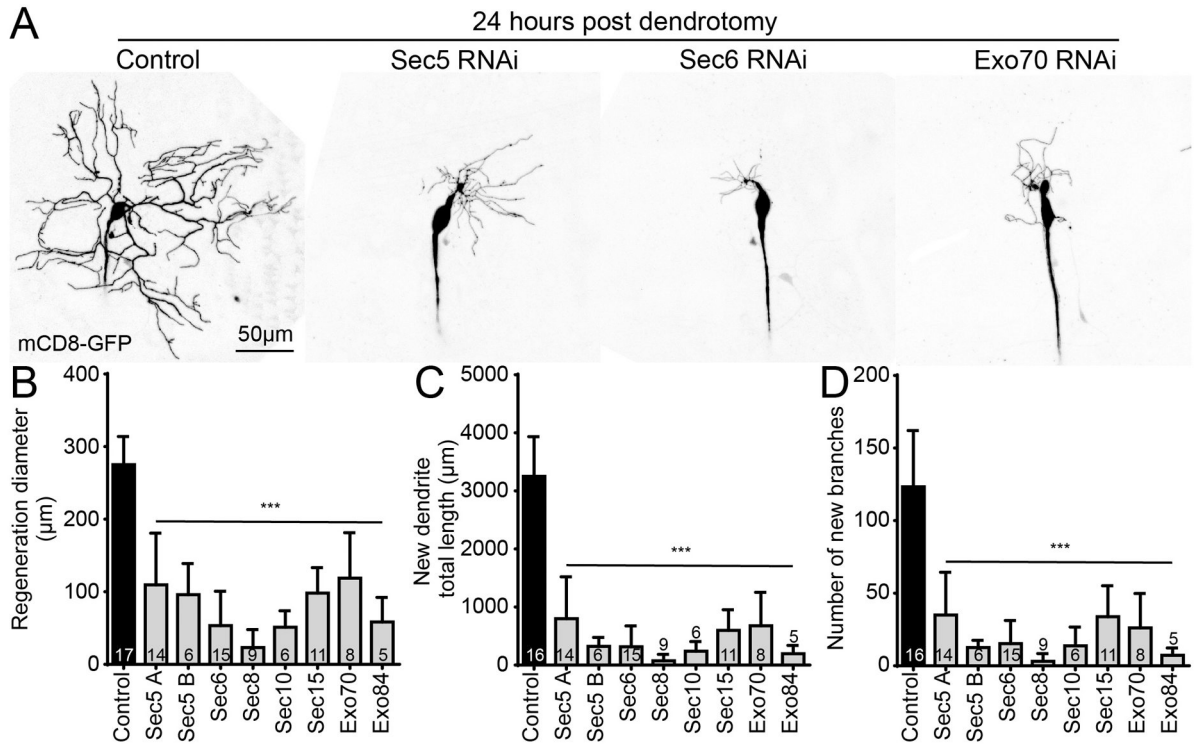 A
24 hours post dendrotomy
Control
Sec5 RNAi
Sec6 RNAi
Exo70 RNAi
mCD8-GFP
50µm
B
Regeneration diameter
(µm)
400
300
200
100
0
***
17
14
6
15
9
6
11
8
5
Control
Sec5 A
Sec5 B
Sec6
Sec8
Sec10
Sec15
Exo70
Exo84
C
New dendrite
total length (µm)
5000
4000
3000
2000
1000
0
***
16
14
6
15
9
6
11
8
5
Control
Sec5 A
Sec5 B
Sec6
Sec8
Sec10
Sec15
Exo70
Exo84
D
Number of new branches
200
150
100
50
0
***
16
14
6
15
9
6
11
8
5
Control
Sec5 A
Sec5 B
Sec6
Sec8
Sec10
Sec15
Exo70
Exo84